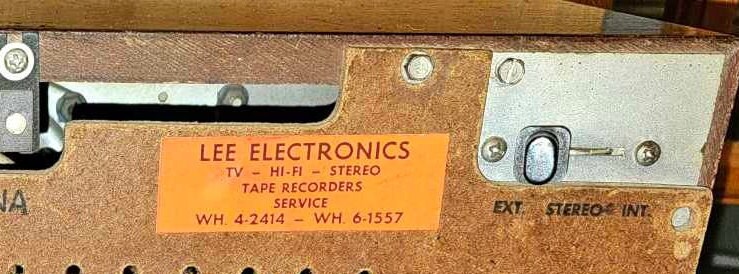 LEE ELECTRONICS
TV - HI-FI - STEREO
TAPE RECORDERS
SERVICE
WH. 4-2414 - WH. 6-1557
NA
EXT. STEREO INT.